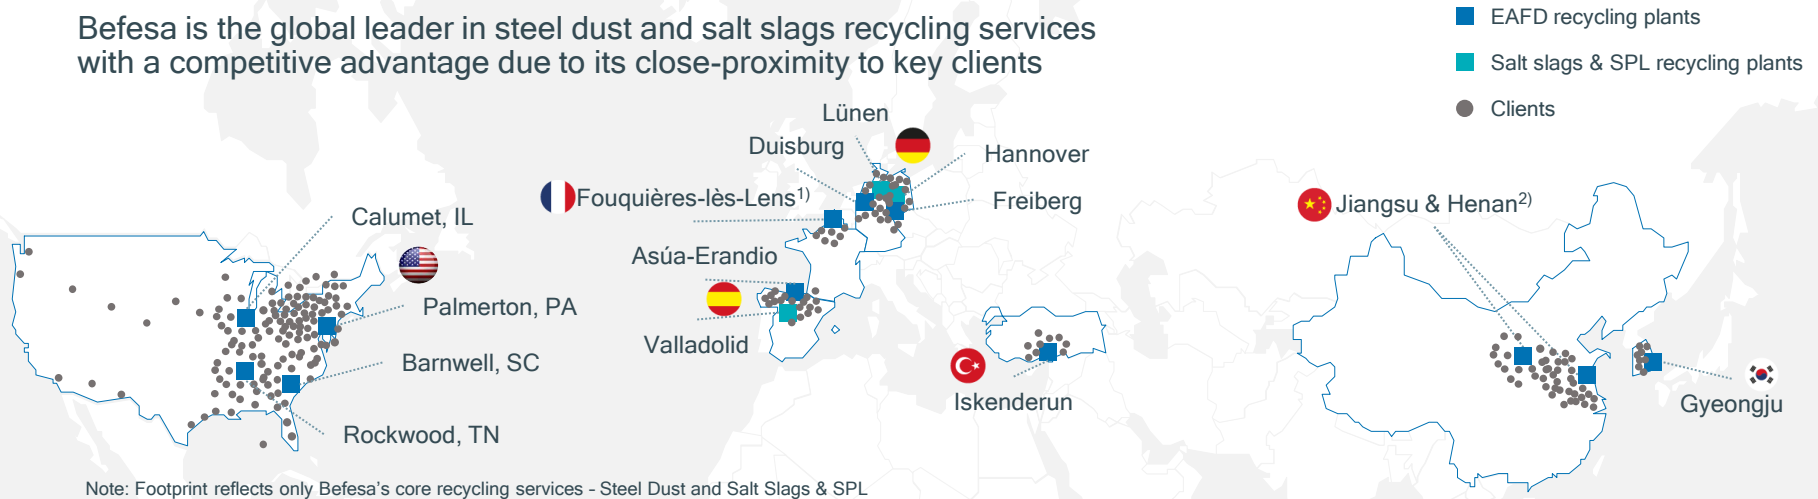 Befesa is the global leader in steel dust and salt slags recycling services
with a competitive advantage due to its close-proximity to key clients
EAFD recycling plants
Salt slags & SPL recycling plants
Clients
Lünen
Duisburg
Hannover
Fouquières-lès-Lens1)
Freiberg
Jiangsu & Henan2)
Calumet, IL
Asúa-Erandio
Palmerton, PA
Valladolid
Barnwell, SC
Iskenderun
Gyeongju
Rockwood, TN
Note: Footprint reflects only Befesa's core recycling services - Steel Dust and Salt Slags & SPL